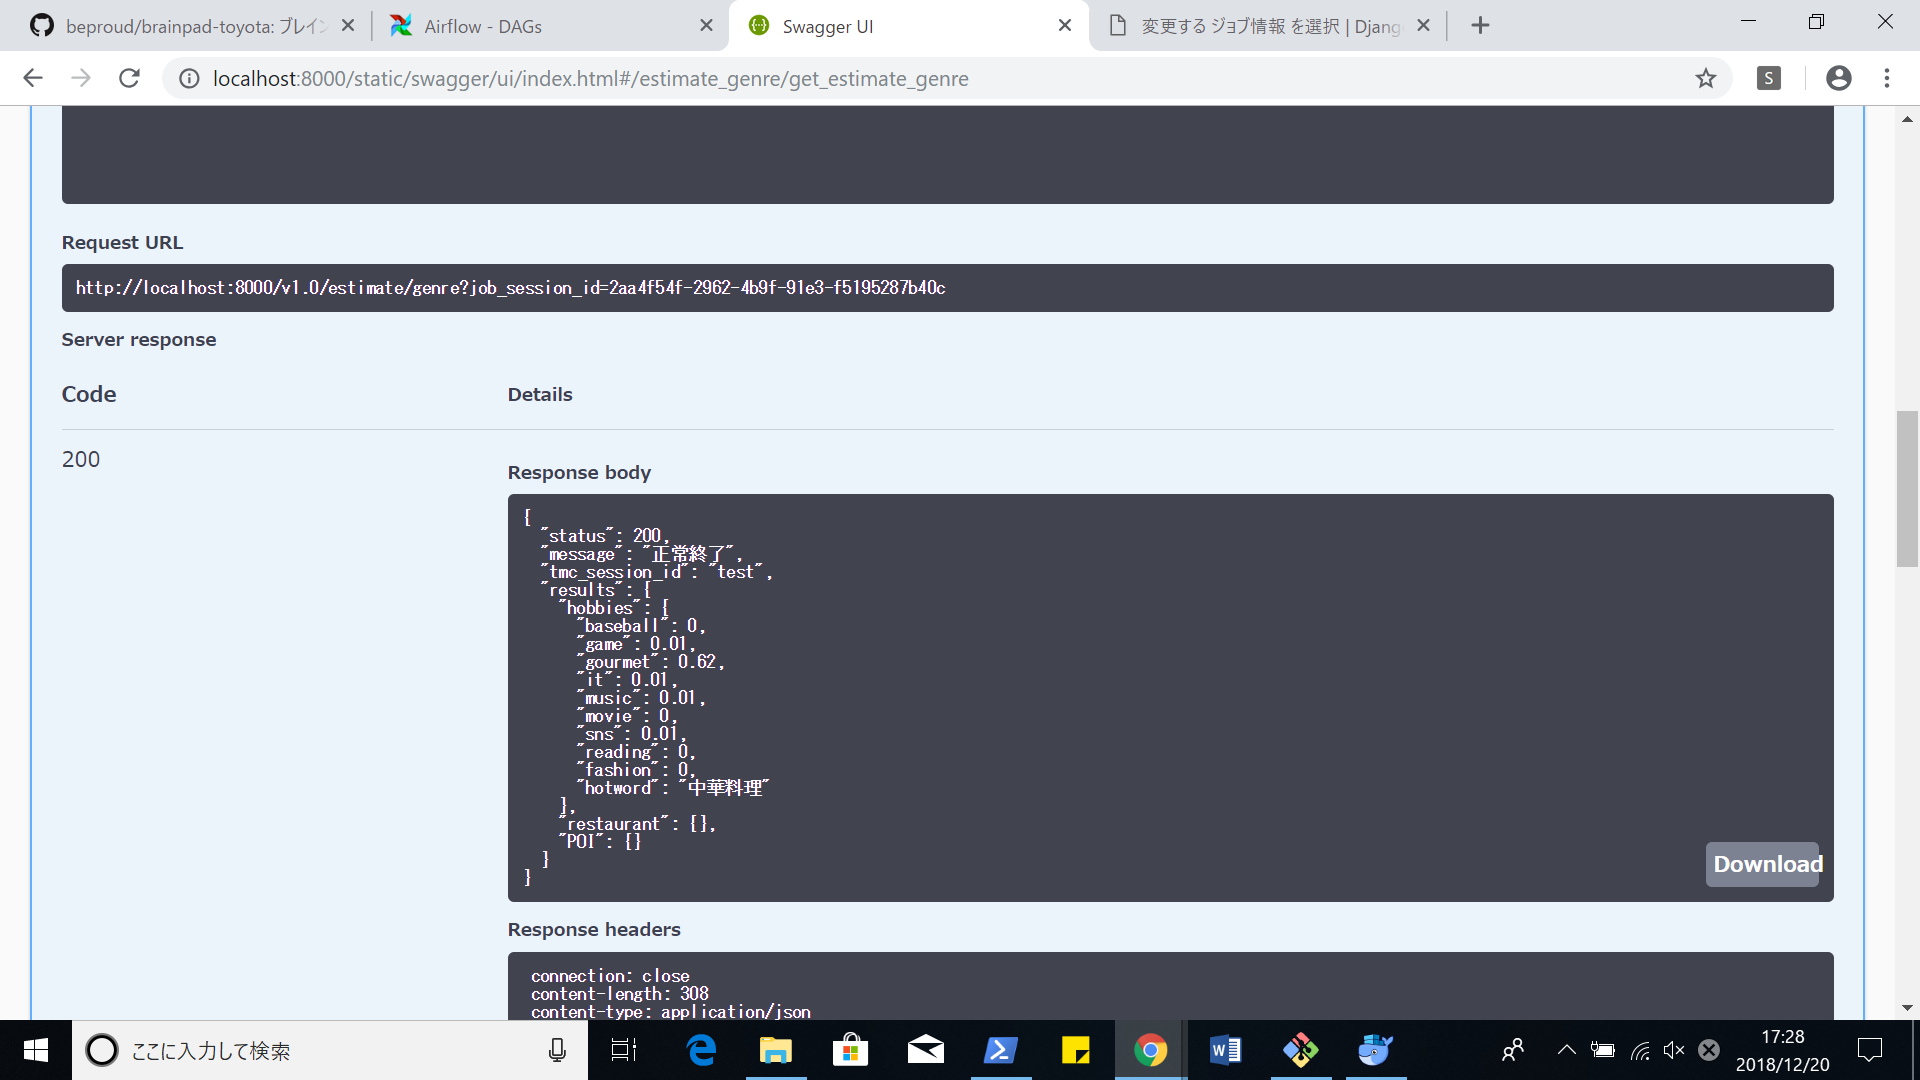 beproud/brainpad-toyota: ブレイン
Airflow - DAGs
Swagger UI
変更する ジョブ情報 を選択 | Djang
localhost:8000/static/swagger/ui/index.html#/estimate_genre/get_estimate_genre
S
Request URL
http://localhost:8000/v1.0/estimate/genre?job_session_id=2aa4f54f-2962-4b9f-91e3-f5195287b40c
Server response
Code
Details
200
Response body
{
"status": 200,
"message": "正常終了",
"tmc_session_id": "test",
"results": {
"hobbies": {
"baseball": 0,
"game": 0.01,
"gourmet": 0.62,
"it": 0.01,
"music": 0.01,
"movie": 0,
"sns": 0.01,
"reading": 0,
"fashion": 0,
"hotword": "中華料理"
},
"restaurant": [],
"POI": []
}
}
Download
Response headers
connection: close
content-length: 308
content-type: application/json
ここに入力して検索
17:28
2018/12/20